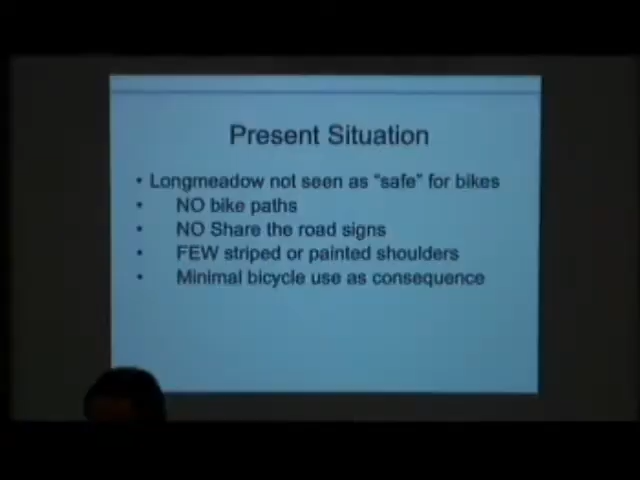 Present Situation
• Longmeadow not seen as "safe" for bikes
• NO bike paths
• NO Share the road signs
• FEW striped or painted shoulders
• Minimal bicycle use as consequence